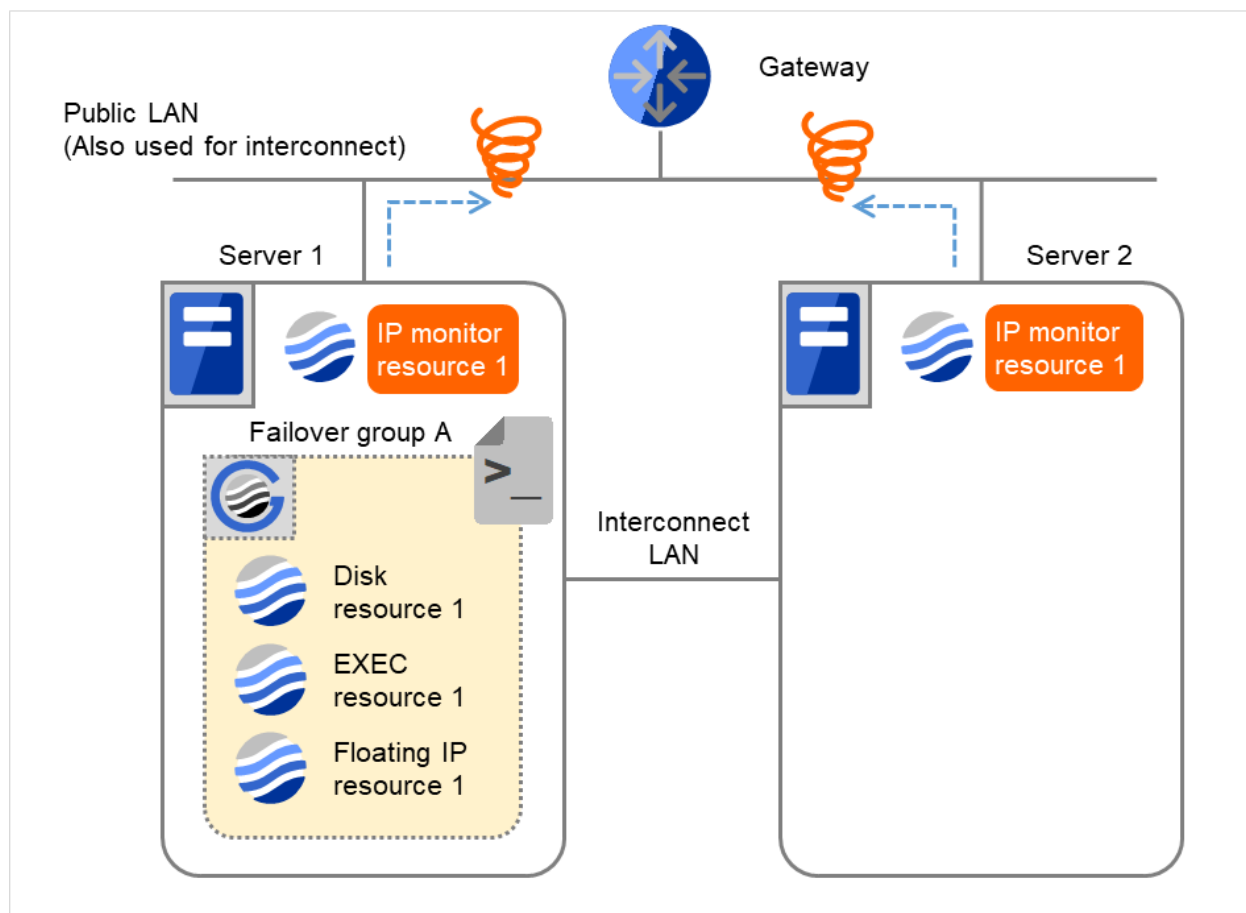 Gateway
Public LAN
(Also used for interconnect)
Server 1
Server 2
IP monitor
resource 1
IP monitor
resource 1
Failover group A
>_
Interconnect
LAN
Disk
resource 1
EXEC
resource 1
Floating IP
resource 1